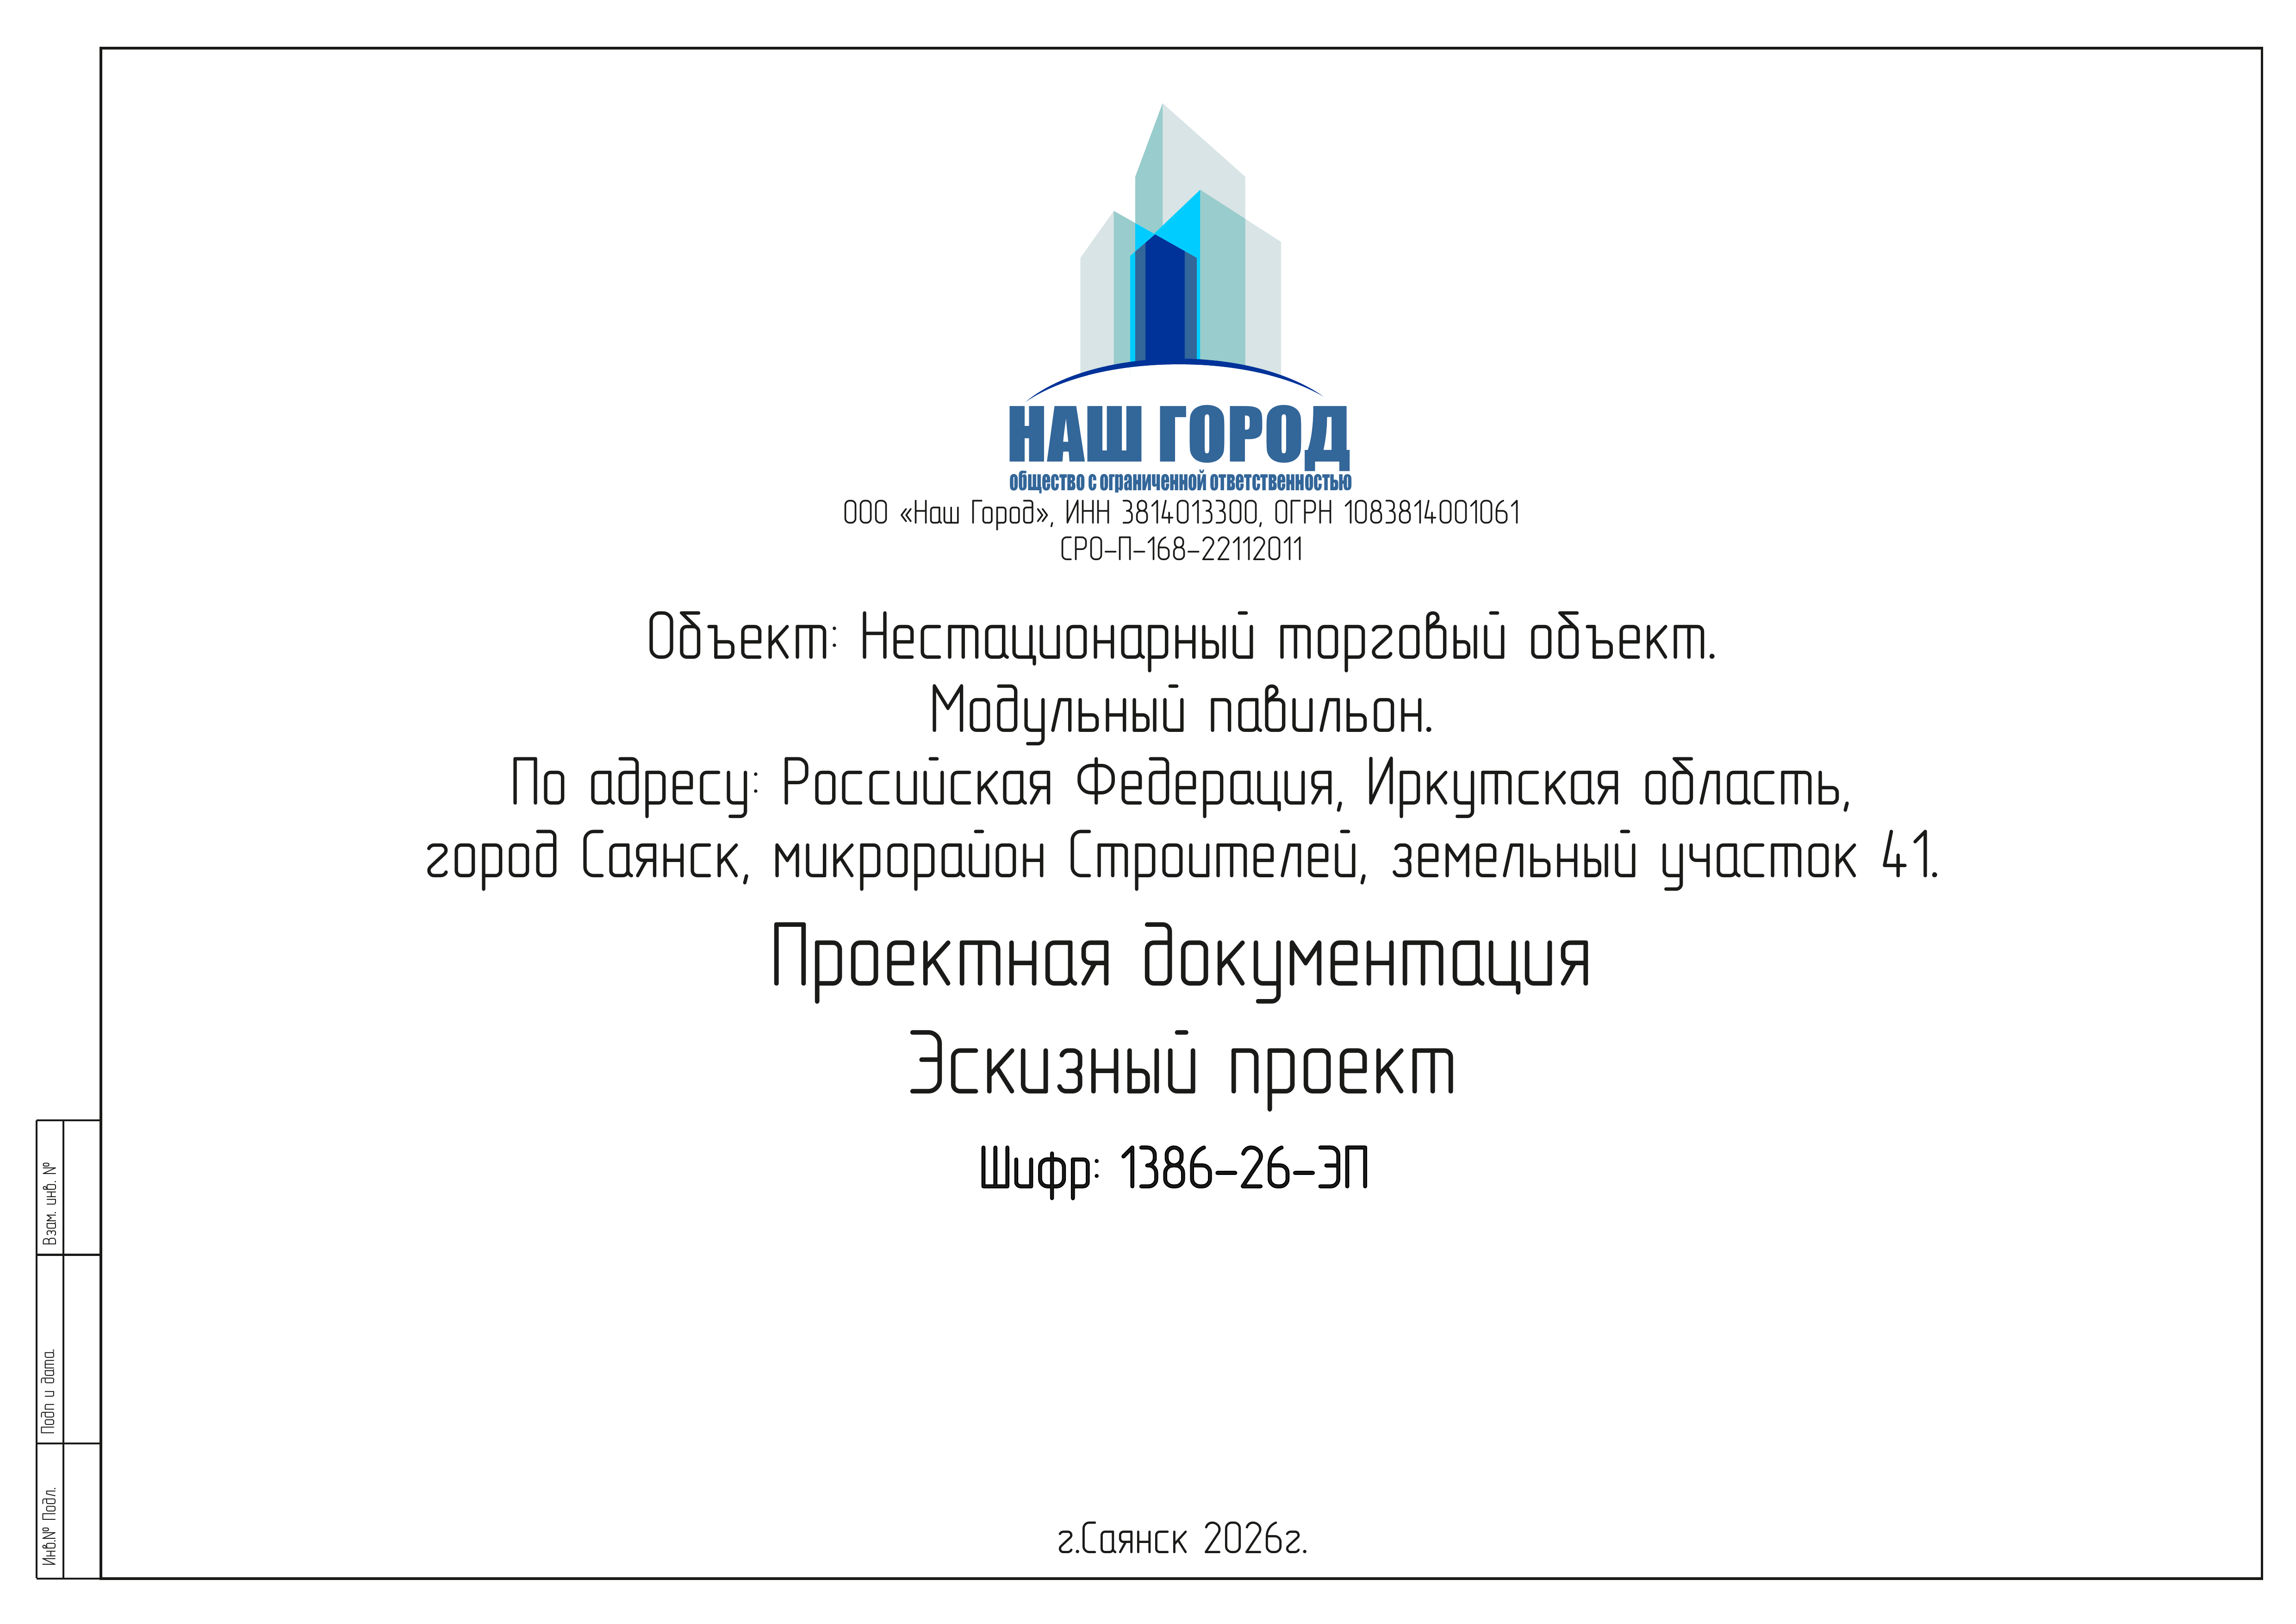 НАШ ГОРОД
общество с ограниченной ответственностью
ООО «Наш Город», ИНН 3814013300, ОГРН 1083814001061
СРО-П-168-22112011
Объект: Нестационарный торговый объект.
Модульный павильон.
По адресу: Российская Федерация, Иркутская область,
город Саянск, микрорайон Строителей, земельный участок 41.
Проектная документация
Эскизный проект
Шифр: 1386-26-ЭП
Взам. инв. №
Подп и дата.
Инв.№ Подл.
г.Саянск 2026г.